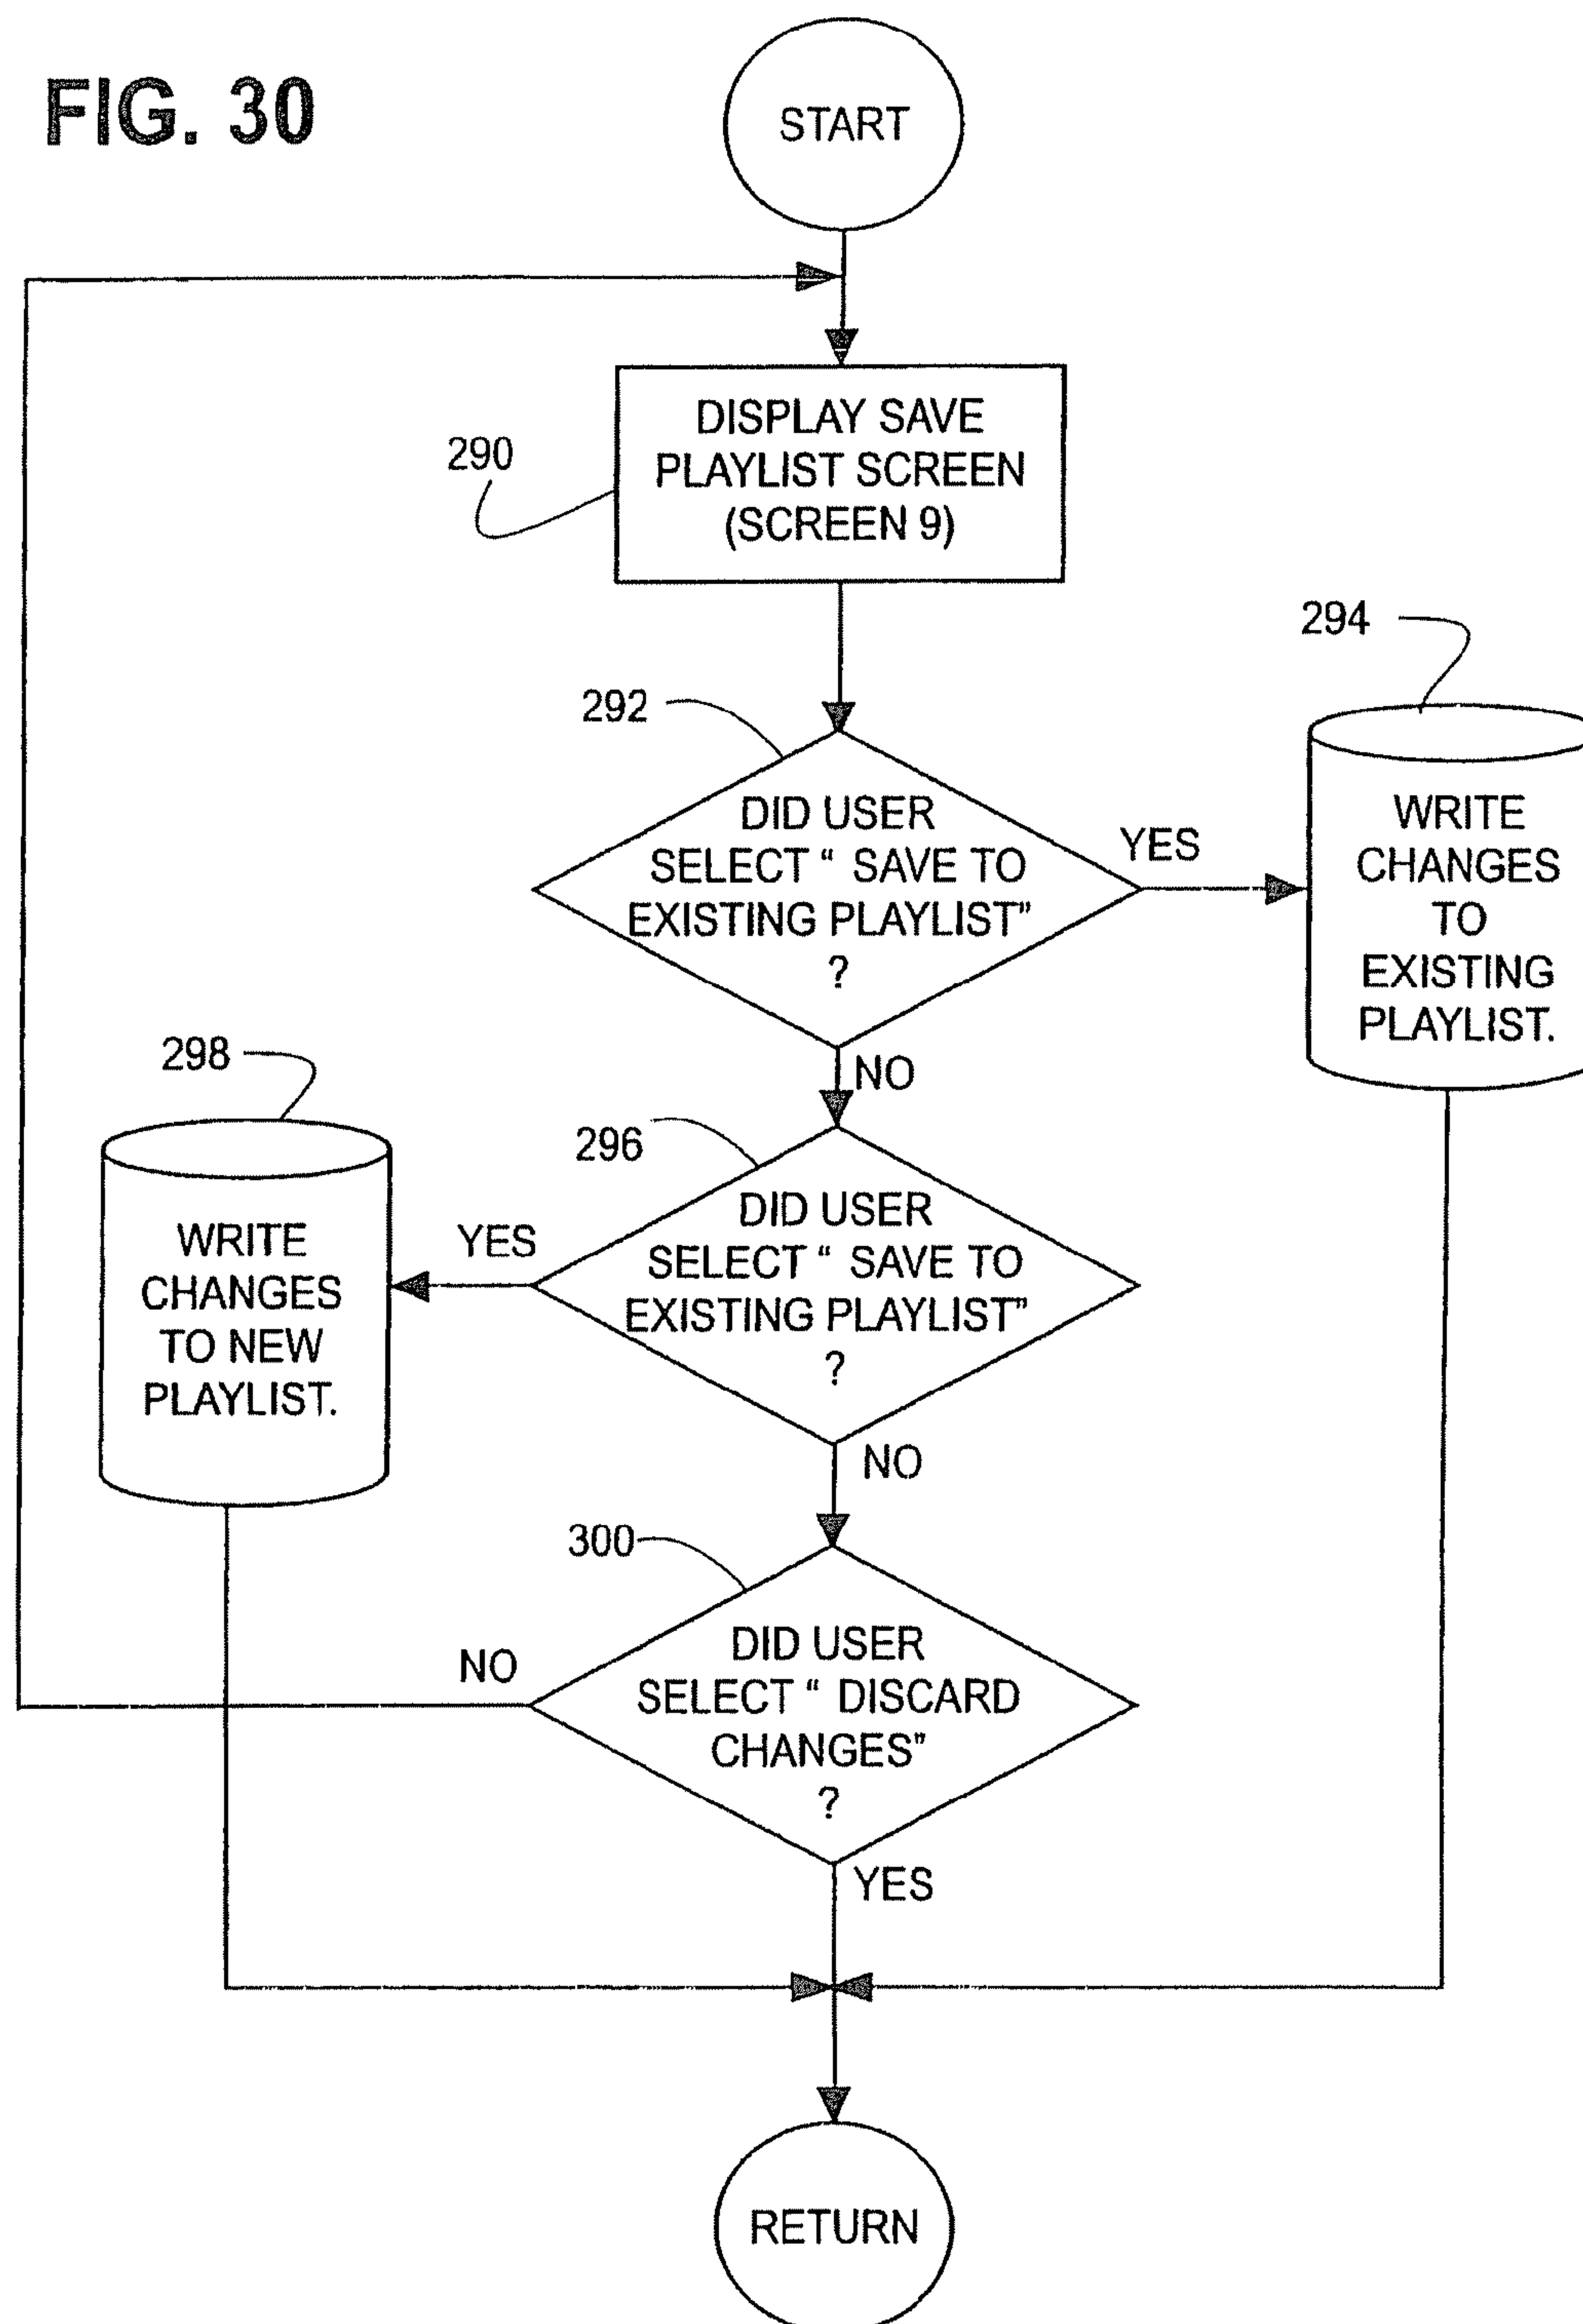 FIG. 30
START
DISPLAY SAVE
PLAYLIST SCREEN
(SCREEN 9)
290
292
DID USER
SELECT “ SAVE TO
EXISTING PLAYLIST”
?
YES
NO
294
WRITE
CHANGES
TO
EXISTING
PLAYLIST.
296
DID USER
SELECT “ SAVE TO
EXISTING PLAYLIST”
?
YES
NO
298
WRITE
CHANGES
TO NEW
PLAYLIST.
300
DID USER
SELECT “ DISCARD
CHANGES”
?
NO
YES
RETURN